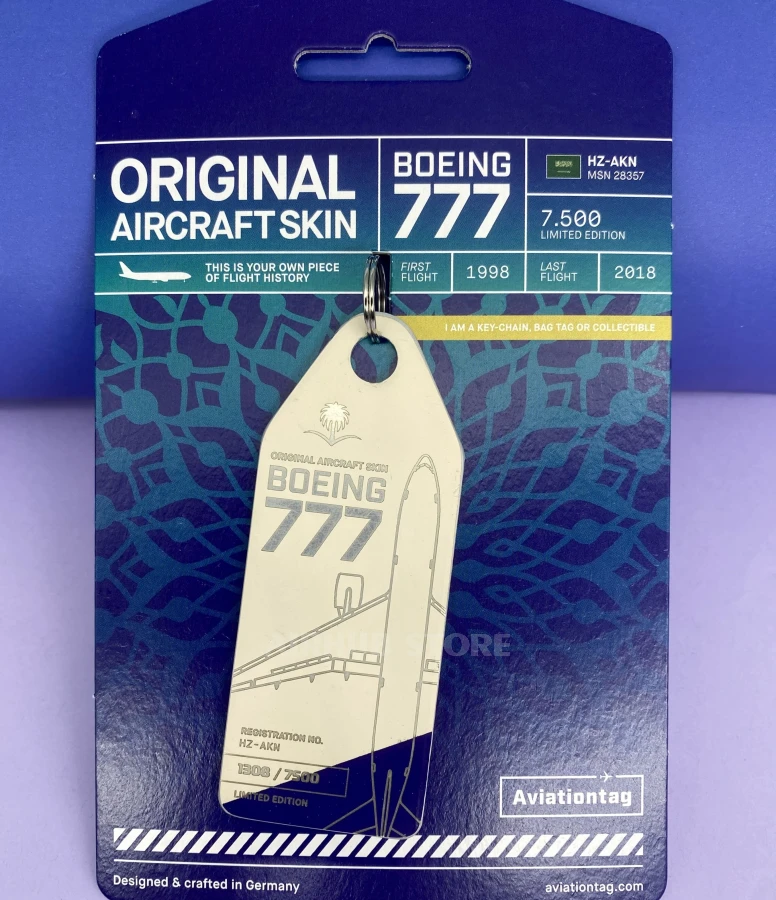 ORIGINAL
AIRCRAFT SKIN
BOEING
777
HZ-AKN
MSN 28357
7.500
LIMITED EDITION
THIS IS YOUR OWN PIECE
OF FLIGHT HISTORY
FIRST
FLIGHT
1998
LAST
FLIGHT
2018
I AM A KEY-CHAIN, BAG TAG OR COLLECTIBLE
ORIGINAL AIRCRAFT SKIN
BOEING
777
STORE
REGISTRATION NO.
HZ-AKN
1308 / 7500
LIMITED EDITION
Aviationtag
Designed & crafted in Germany
aviationtag.com